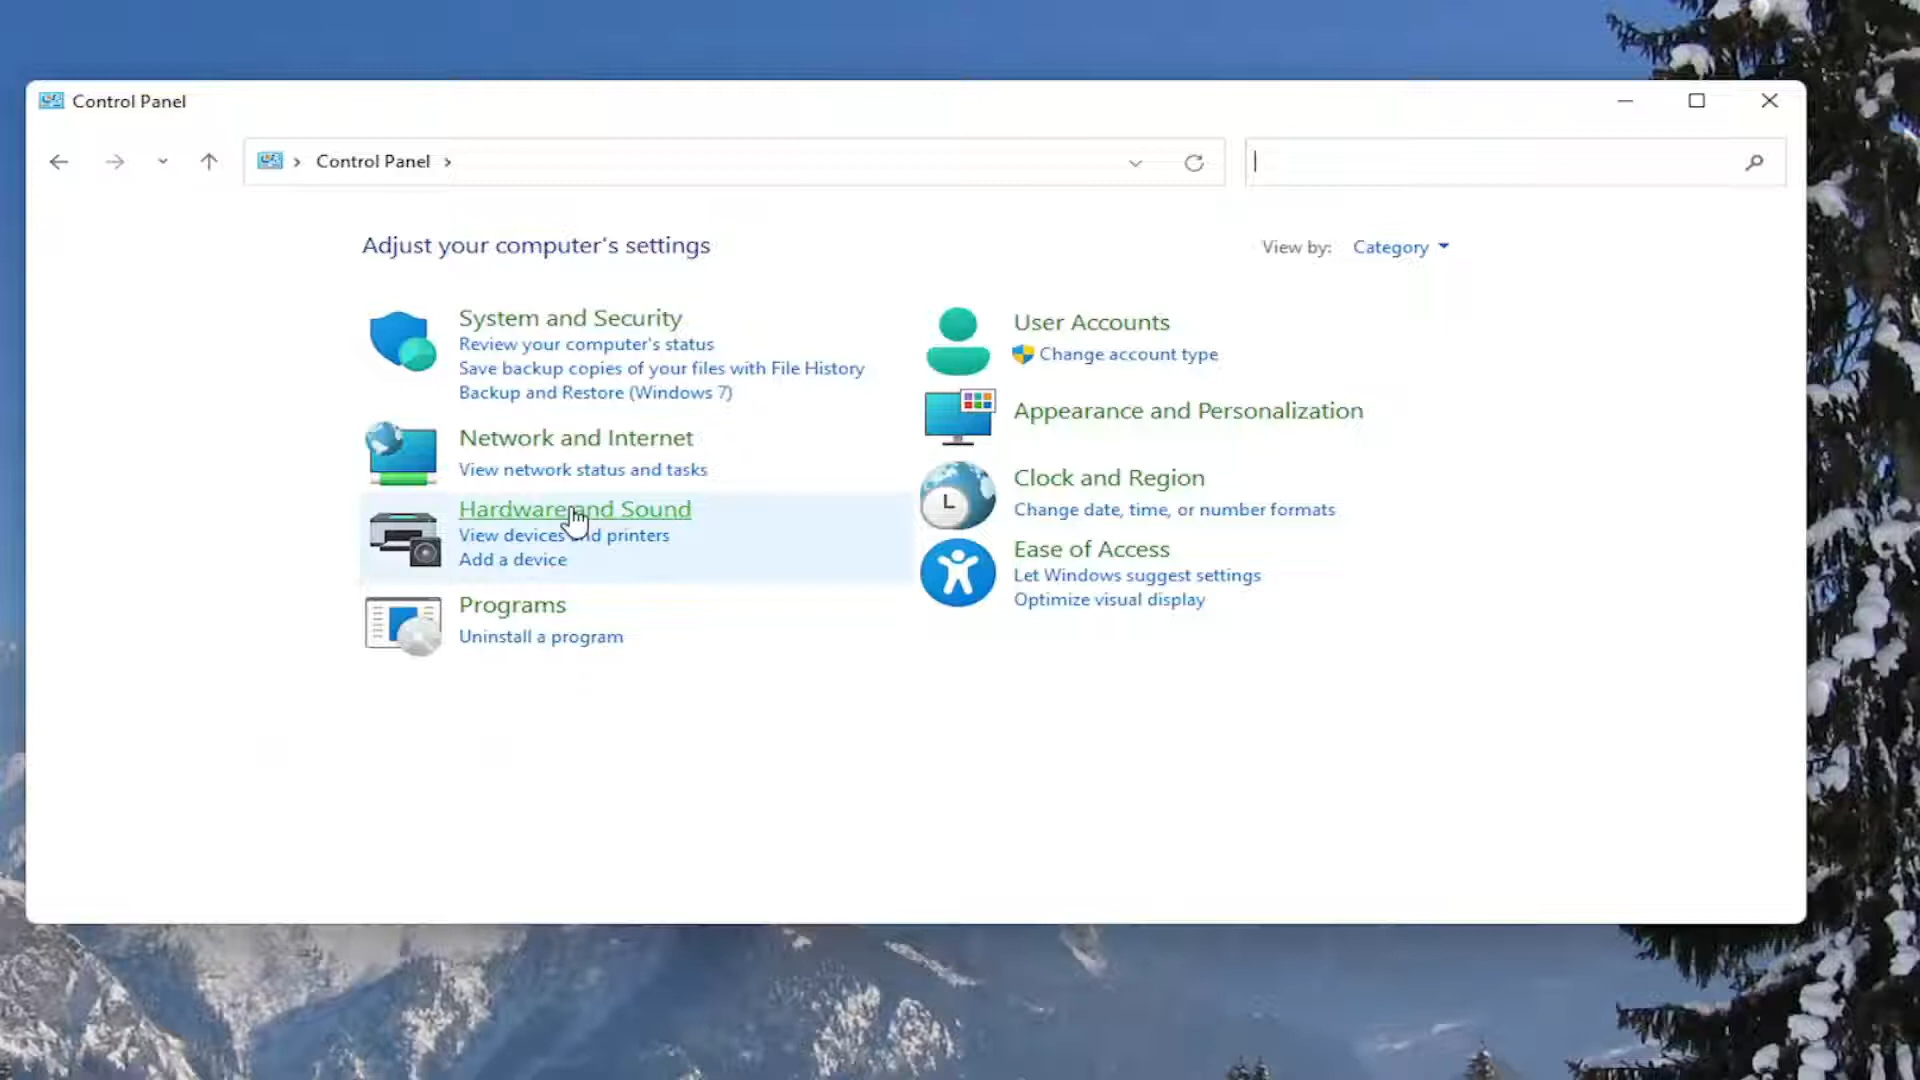 Control Panel
Control Panel
Adjust your computer's settings
View by: Category
System and Security
Review your computer's status
Save backup copies of your files with File History
Backup and Restore (Windows 7)
Network and Internet
View network status and tasks
Hardware and Sound
View devices and printers
Add a device
Programs
Uninstall a program
User Accounts
Change account type
Appearance and Personalization
Clock and Region
Change date, time, or number formats
Ease of Access
Let Windows suggest settings
Optimize visual display